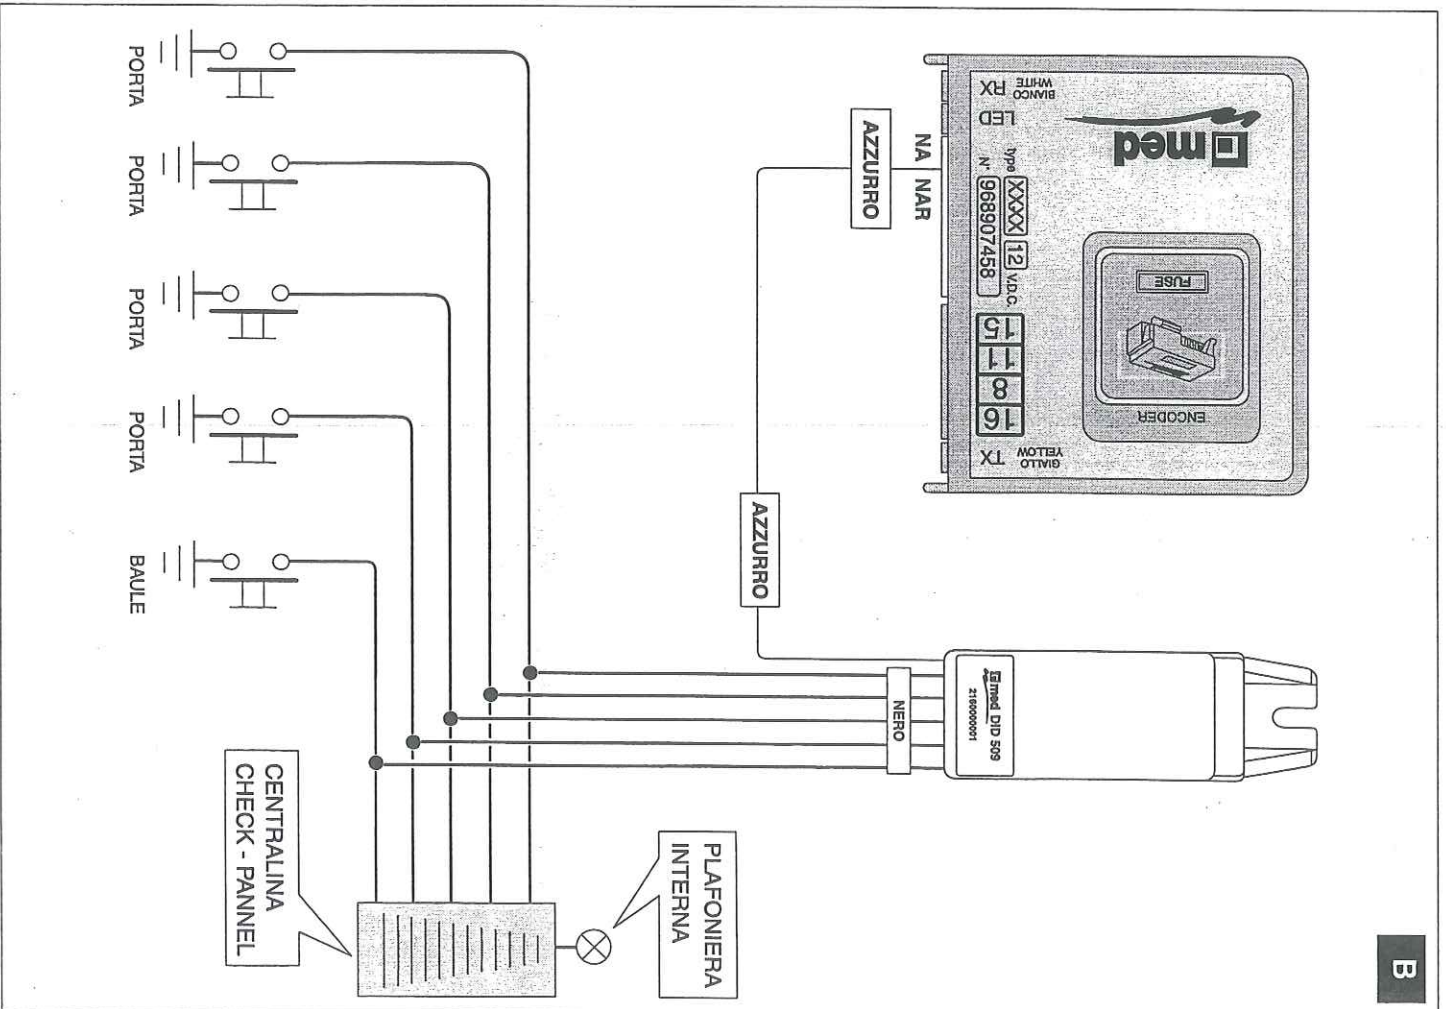 B
BIANCO
WHITE
RX
LED
med
type XXXX 12 V.D.C.
N° 968907458
15
11
8
16
GIALLO
YELLOW
TX
FUSE
ENCODER
NA
NAR
AZZURRO
AZZURRO
med DID 509
2160000001
NERO
PORTA
PORTA
PORTA
PORTA
BAULE
PLAFONIERA
INTERNA
CENTRALINA
CHECK - PANNEL